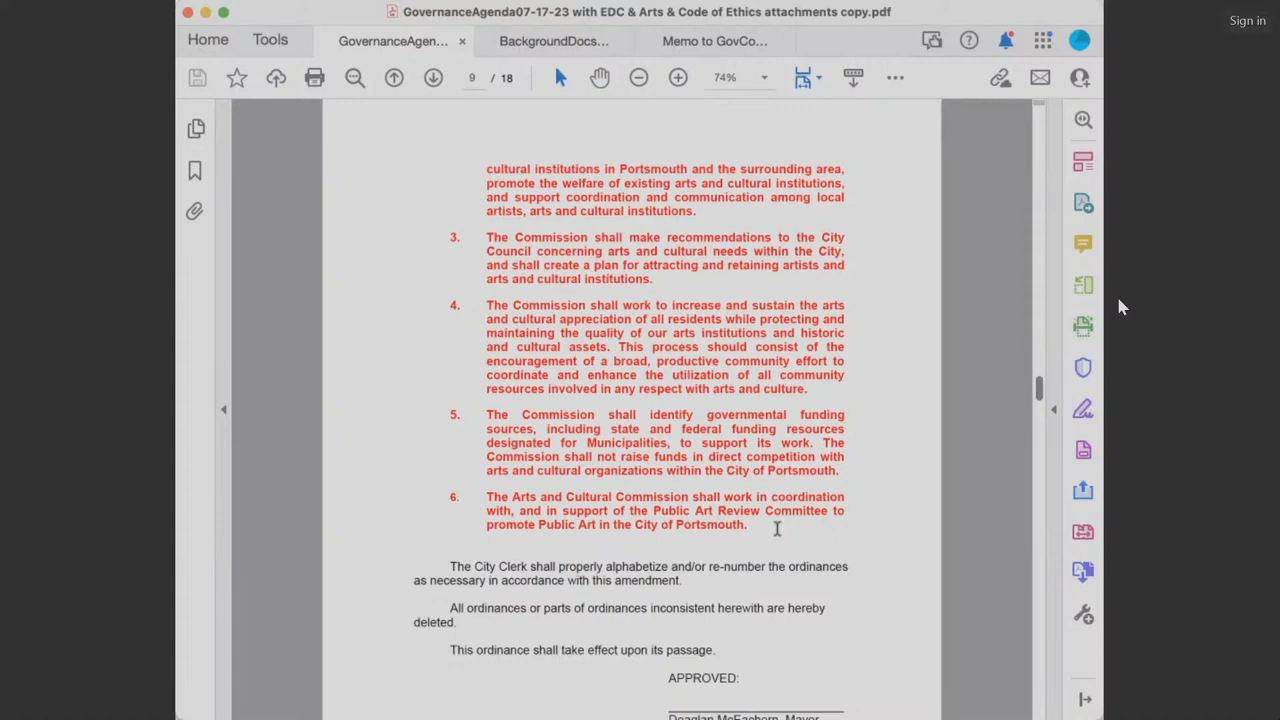 GovernanceAgenda07-17-23 with EDC & Arts & Code of Ethics attachments copy.pdf
Sign in
Home
Tools
GovernanceAgen...
BackgroundDocs...
Memo to GovCo...
9 / 18
74%
cultural institutions in Portsmouth and the surrounding area,
promote the welfare of existing arts and cultural institutions,
and support coordination and communication among local
artists, arts and cultural institutions.
3. The Commission shall make recommendations to the City
Council concerning arts and cultural needs within the City,
and shall create a plan for attracting and retaining artists and
arts and cultural institutions.
4. The Commission shall work to increase and sustain the arts
and cultural appreciation of all residents while protecting and
maintaining the quality of our arts institutions and historic
and cultural assets. This process should consist of the
encouragement of a broad, productive community effort to
coordinate and enhance the utilization of all community
resources involved in any respect with arts and culture.
5. The Commission shall identify governmental funding
sources, including state and federal funding resources
designated for Municipalities, to support its work. The
Commission shall not raise funds in direct competition with
arts and cultural organizations within the City of Portsmouth.
6. The Arts and Cultural Commission shall work in coordination
with, and in support of the Public Art Review Committee to
promote Public Art in the City of Portsmouth.
The City Clerk shall properly alphabetize and/or re-number the ordinances
as necessary in accordance with this amendment.
All ordinances or parts of ordinances inconsistent herewith are hereby
deleted.
This ordinance shall take effect upon its passage.
APPROVED:
Deaglan McEachern, Mayor